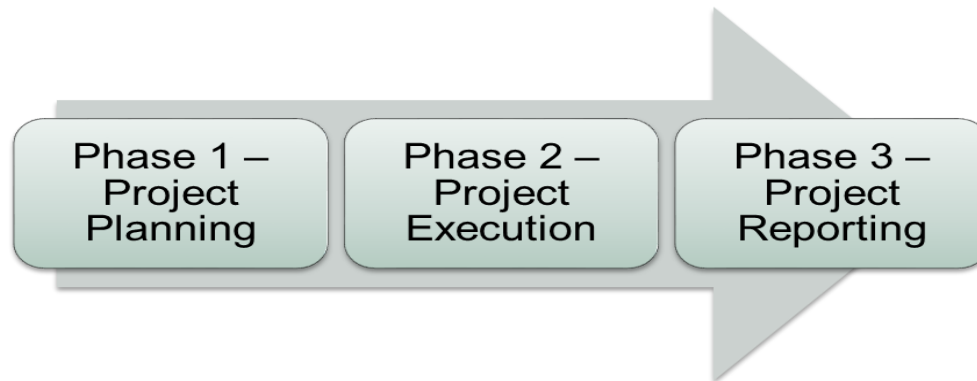 Phase 1 –
Project
Planning
Phase 2 –
Project
Execution
Phase 3 –
Project
Reporting